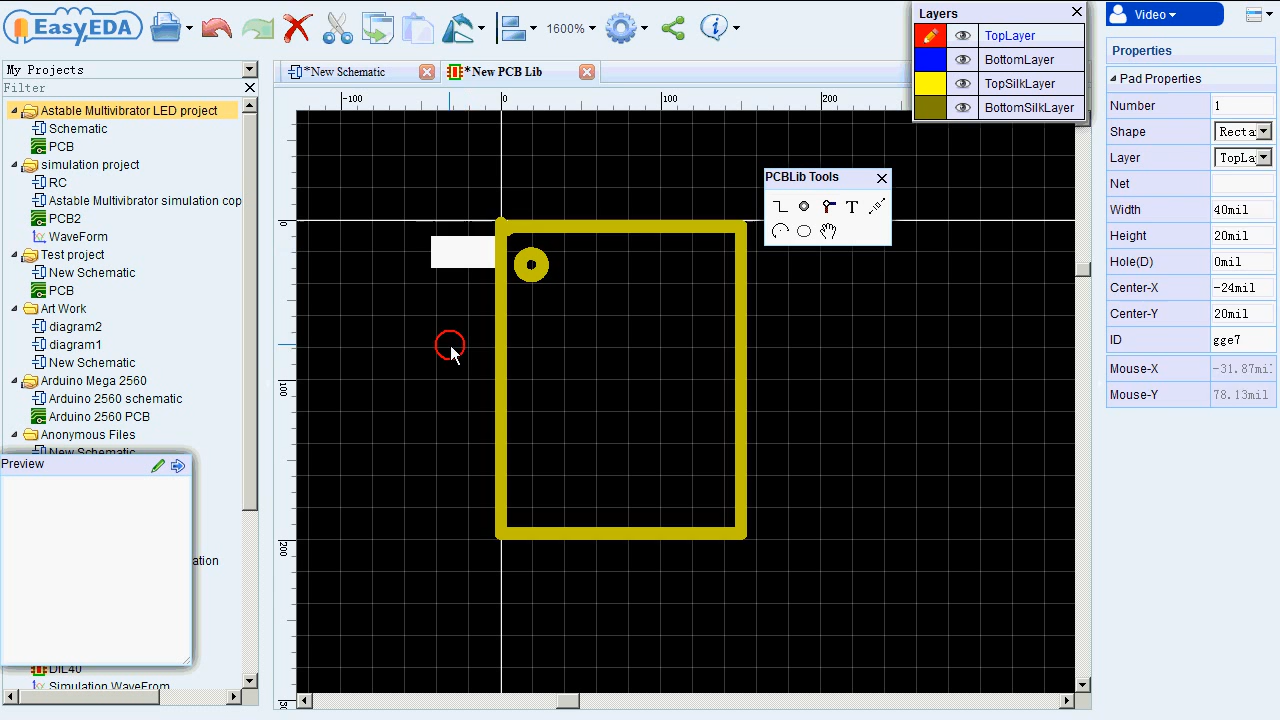 EasyEDA
1600%
Video
My Projects
Filter
Astable Multivibrator LED project
Schematic
PCB
simulation project
RC
Astable Multivibrator simulation cop
PCB2
WaveForm
Test project
New Schematic
PCB
Art Work
diagram2
diagram1
New Schematic
Arduino Mega 2560
Arduino 2560 schematic
Arduino 2560 PCB
Anonymous Files
New Schematic
Preview
ation
DIL40
Simulation WaveFrom
*New Schematic
*New PCB Lib
-100
0
100
200
0
100
200
Layers
TopLayer
BottomLayer
TopSilkLayer
BottomSilkLayer
PCBLib Tools
T
Properties
Pad Properties
Number 1
Shape Recta
Layer TopLa
Net
Width 40mil
Height 20mil
Hole(D) 0mil
Center-X -24mil
Center-Y 20mil
ID gge7
Mouse-X -31.87mil
Mouse-Y 78.13mil